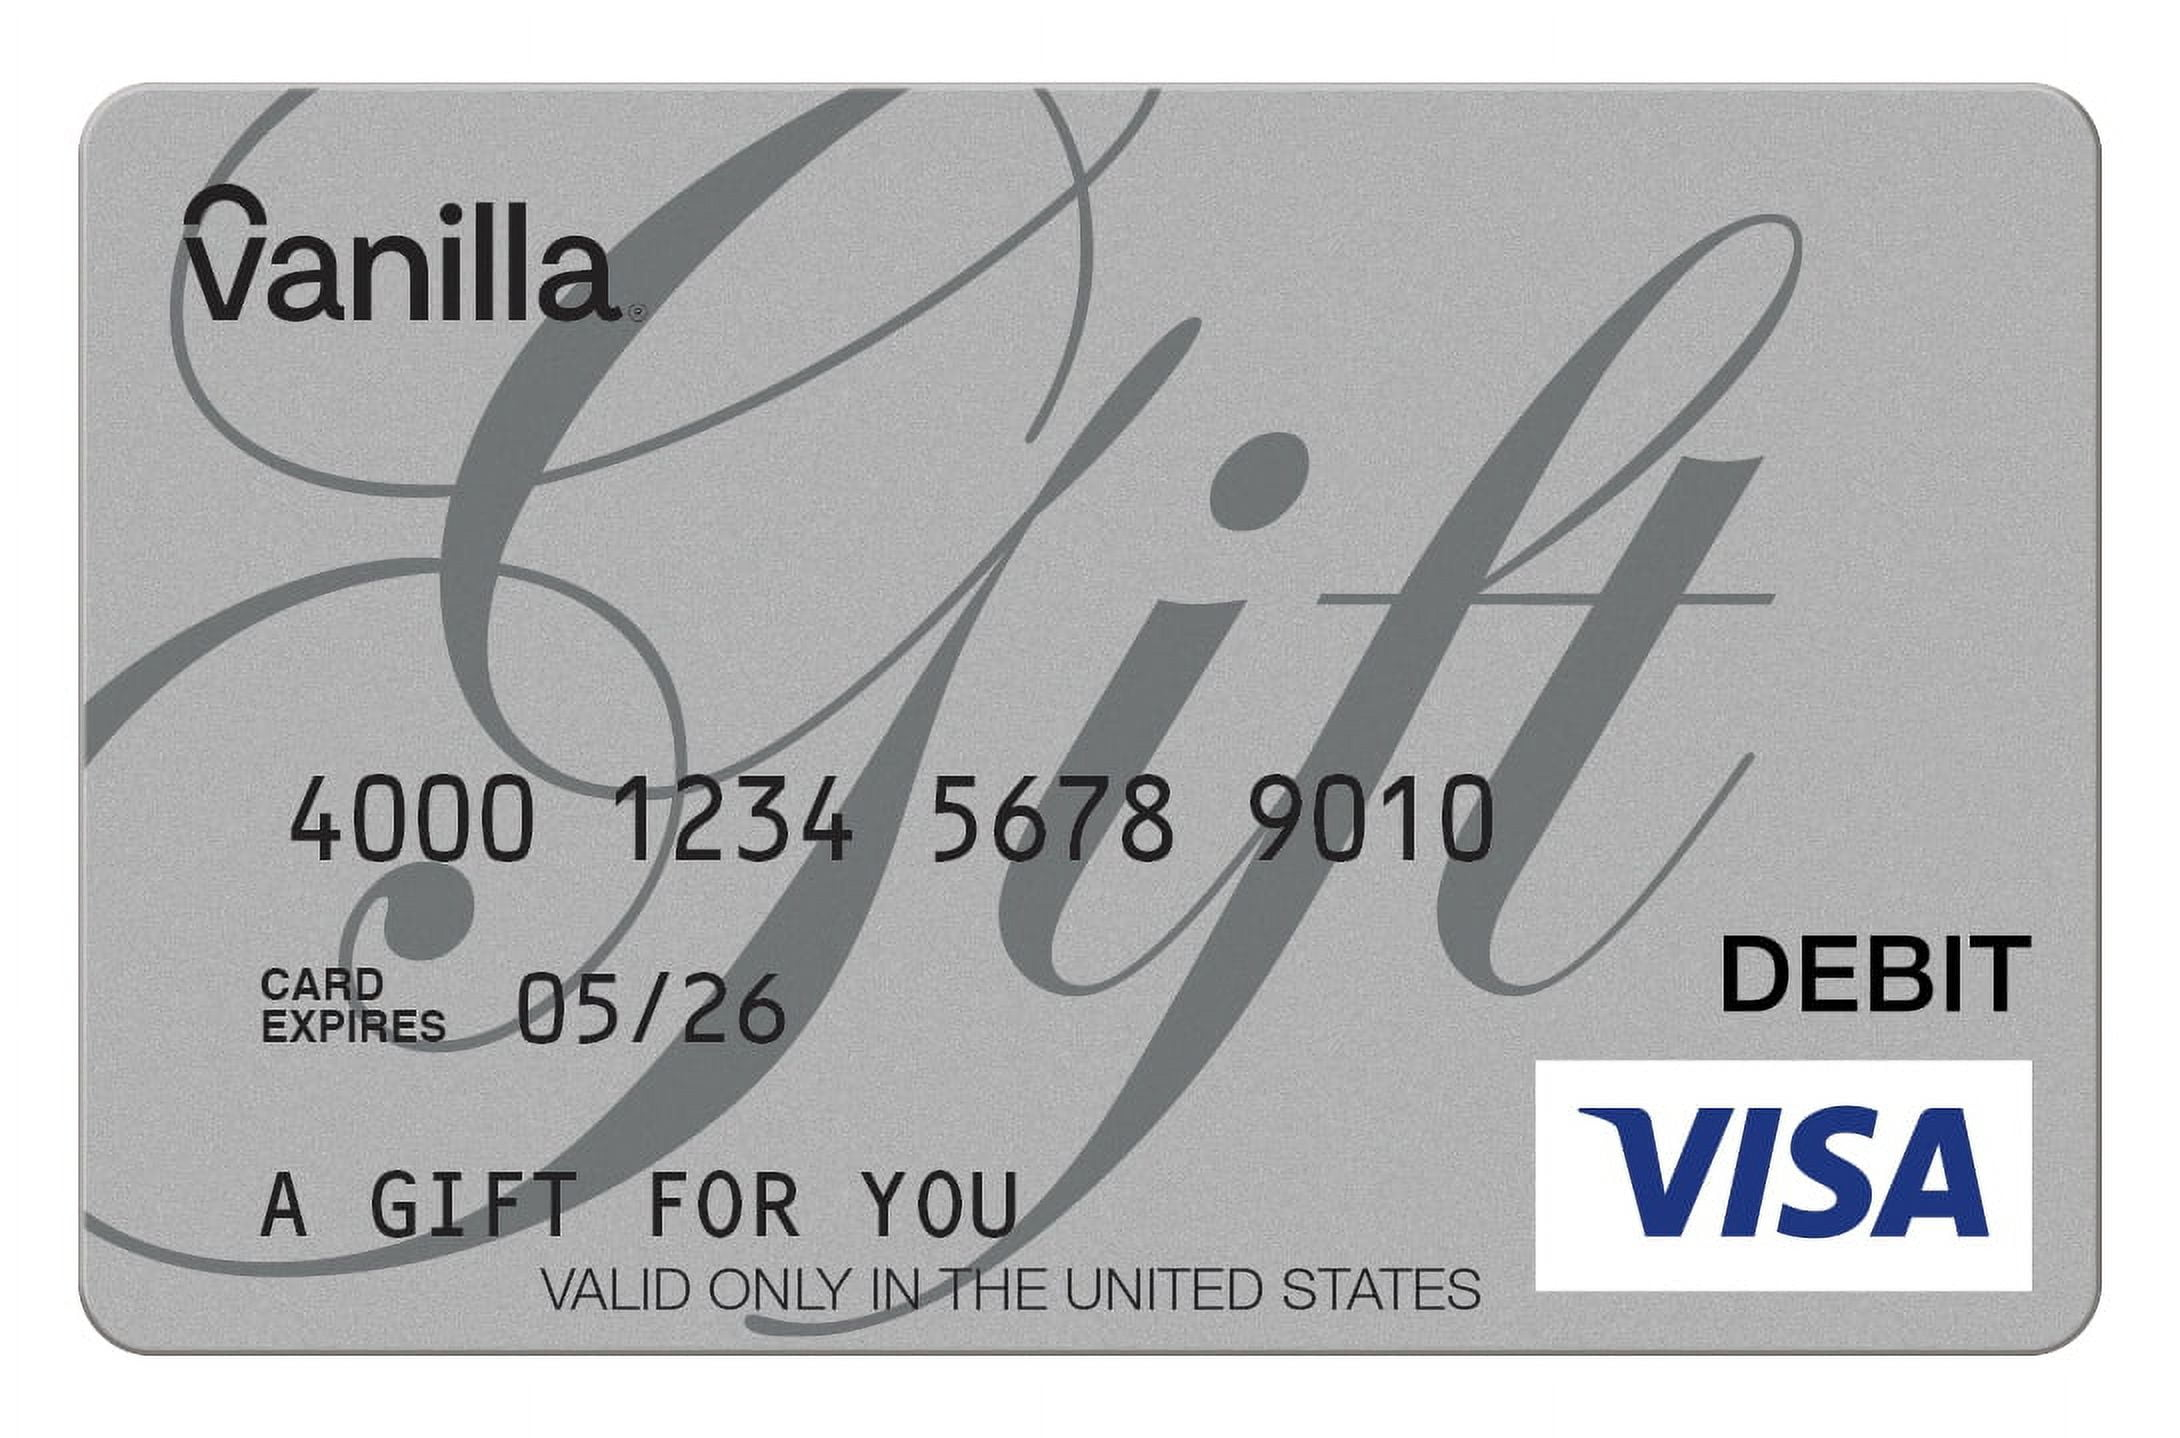 Vanilla®
Gift
4000 1234 5678 9010
DEBIT
CARD
EXPIRES 05/26
VISA
A GIFT FOR YOU
VALID ONLY IN THE UNITED STATES